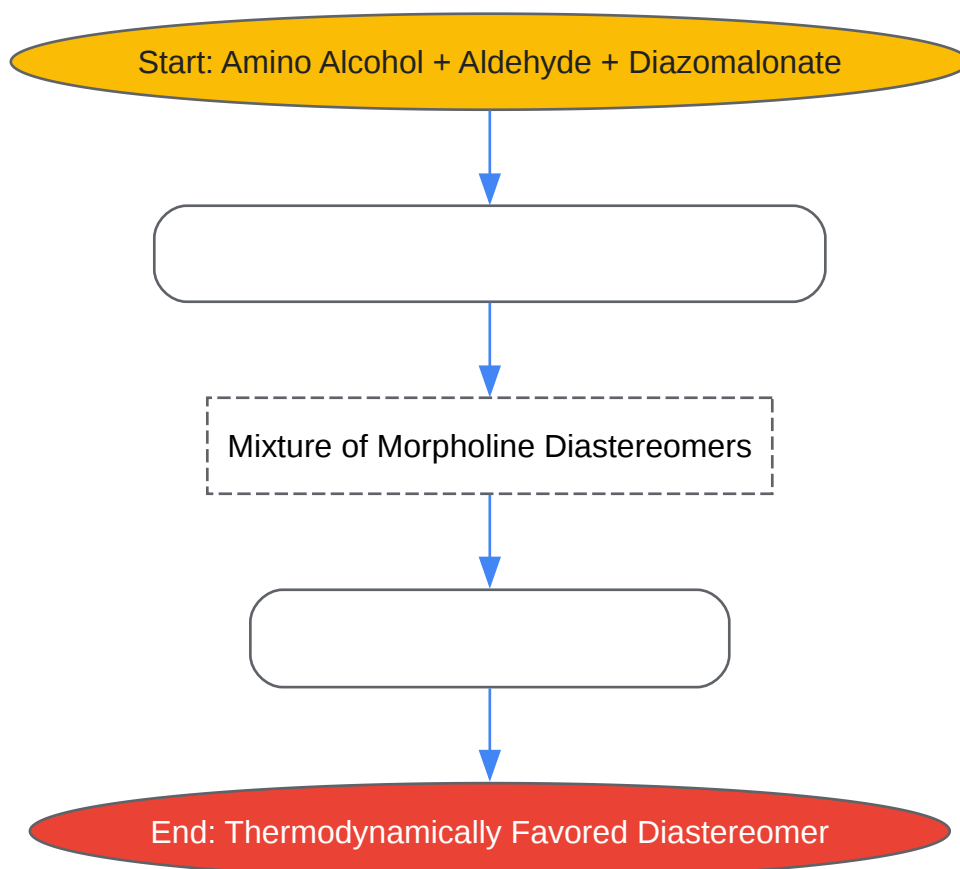 Start: Amino Alcohol + Aldehyde + Diazomalonate
Mixture of Morpholine Diastereomers
End: Thermodynamically Favored Diastereomer